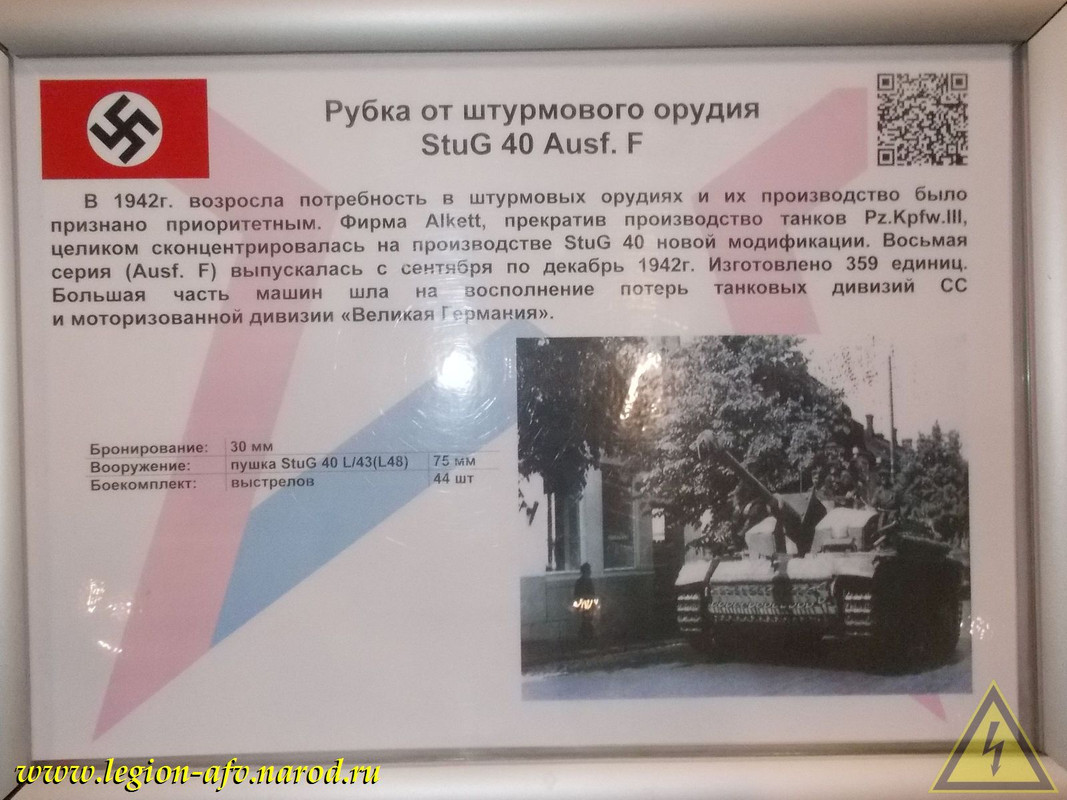 Рубка от штурмового орудия
StuG 40 Ausf. F
В 1942г. возросла потребность в штурмовых орудиях и их производство было
признано приоритетным. Фирма Alkett, прекратив производство танков Pz.Kpfw.III,
целиком сконцентрировалась на производстве StuG 40 новой модификации. Восьмая
серия (Ausf. F) выпускалась с сентября по декабрь 1942г. Изготовлено 359 единиц.
Большая часть машин шла на восполнение потерь танковых дивизий СС
и моторизованной дивизии «Великая Германия».
Бронирование: 30 мм
Вооружение: пушка StuG 40 L/43(L48) 75 мм
Боекомплект: выстрелов 44 шт
www.legion-afv.narod.ru